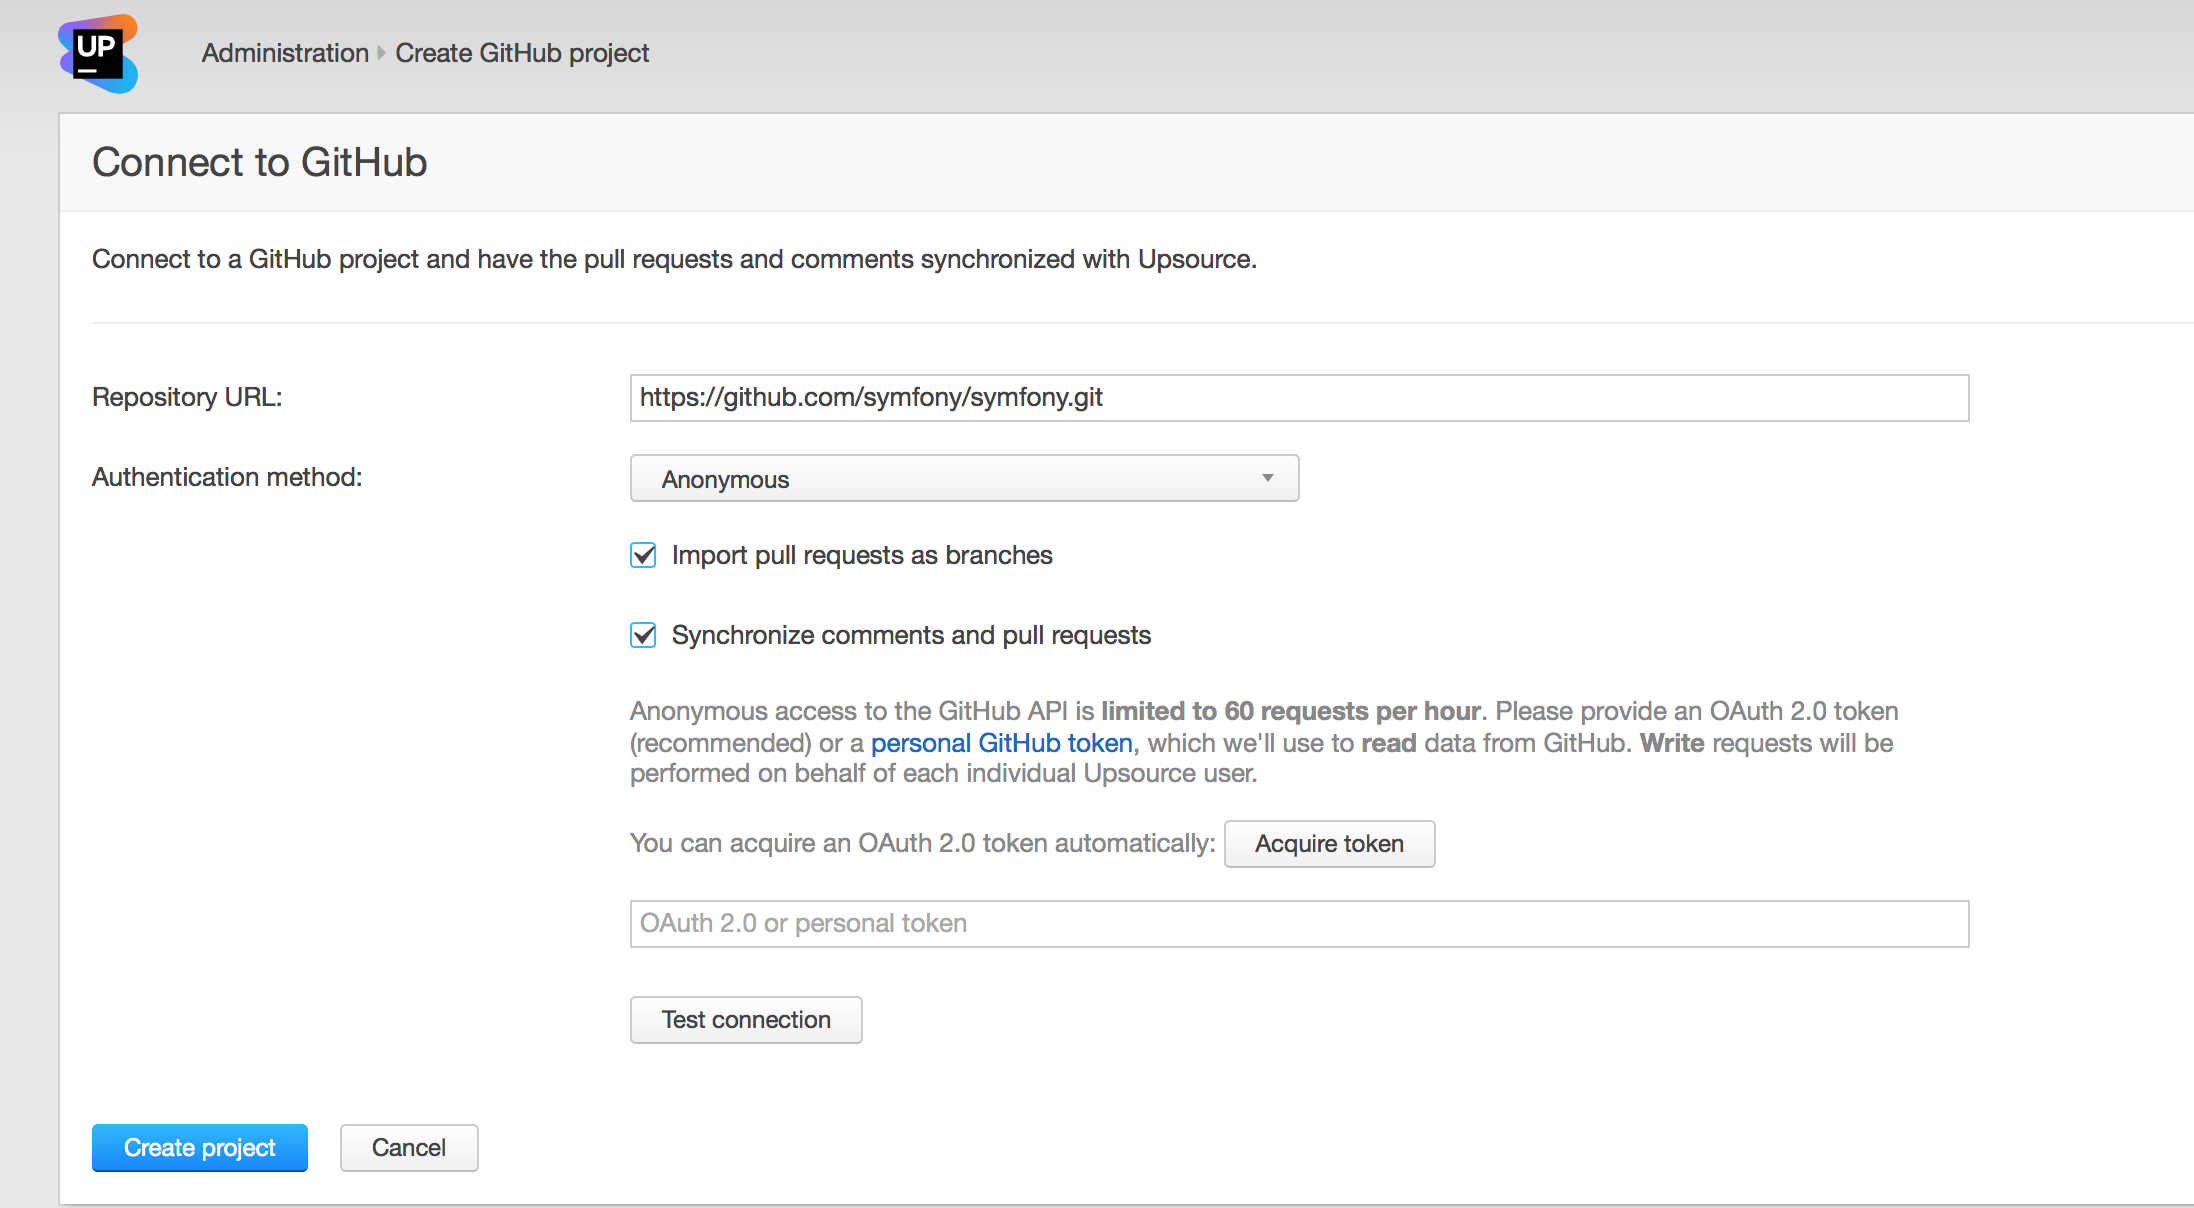 UP
Administration Create GitHub project
Connect to GitHub
Connect to a GitHub project and have the pull requests and comments synchronized with Upsource.
Repository URL: https://github.com/symfony/symfony.git
Authentication method: Anonymous
Import pull requests as branches
Synchronize comments and pull requests
Anonymous access to the GitHub API is limited to 60 requests per hour. Please provide an OAuth 2.0 token
(recommended) or a personal GitHub token, which we'll use to read data from GitHub. Write requests will be
performed on behalf of each individual Upsource user.
You can acquire an OAuth 2.0 token automatically: Acquire token
OAuth 2.0 or personal token
Test connection
Create project Cancel